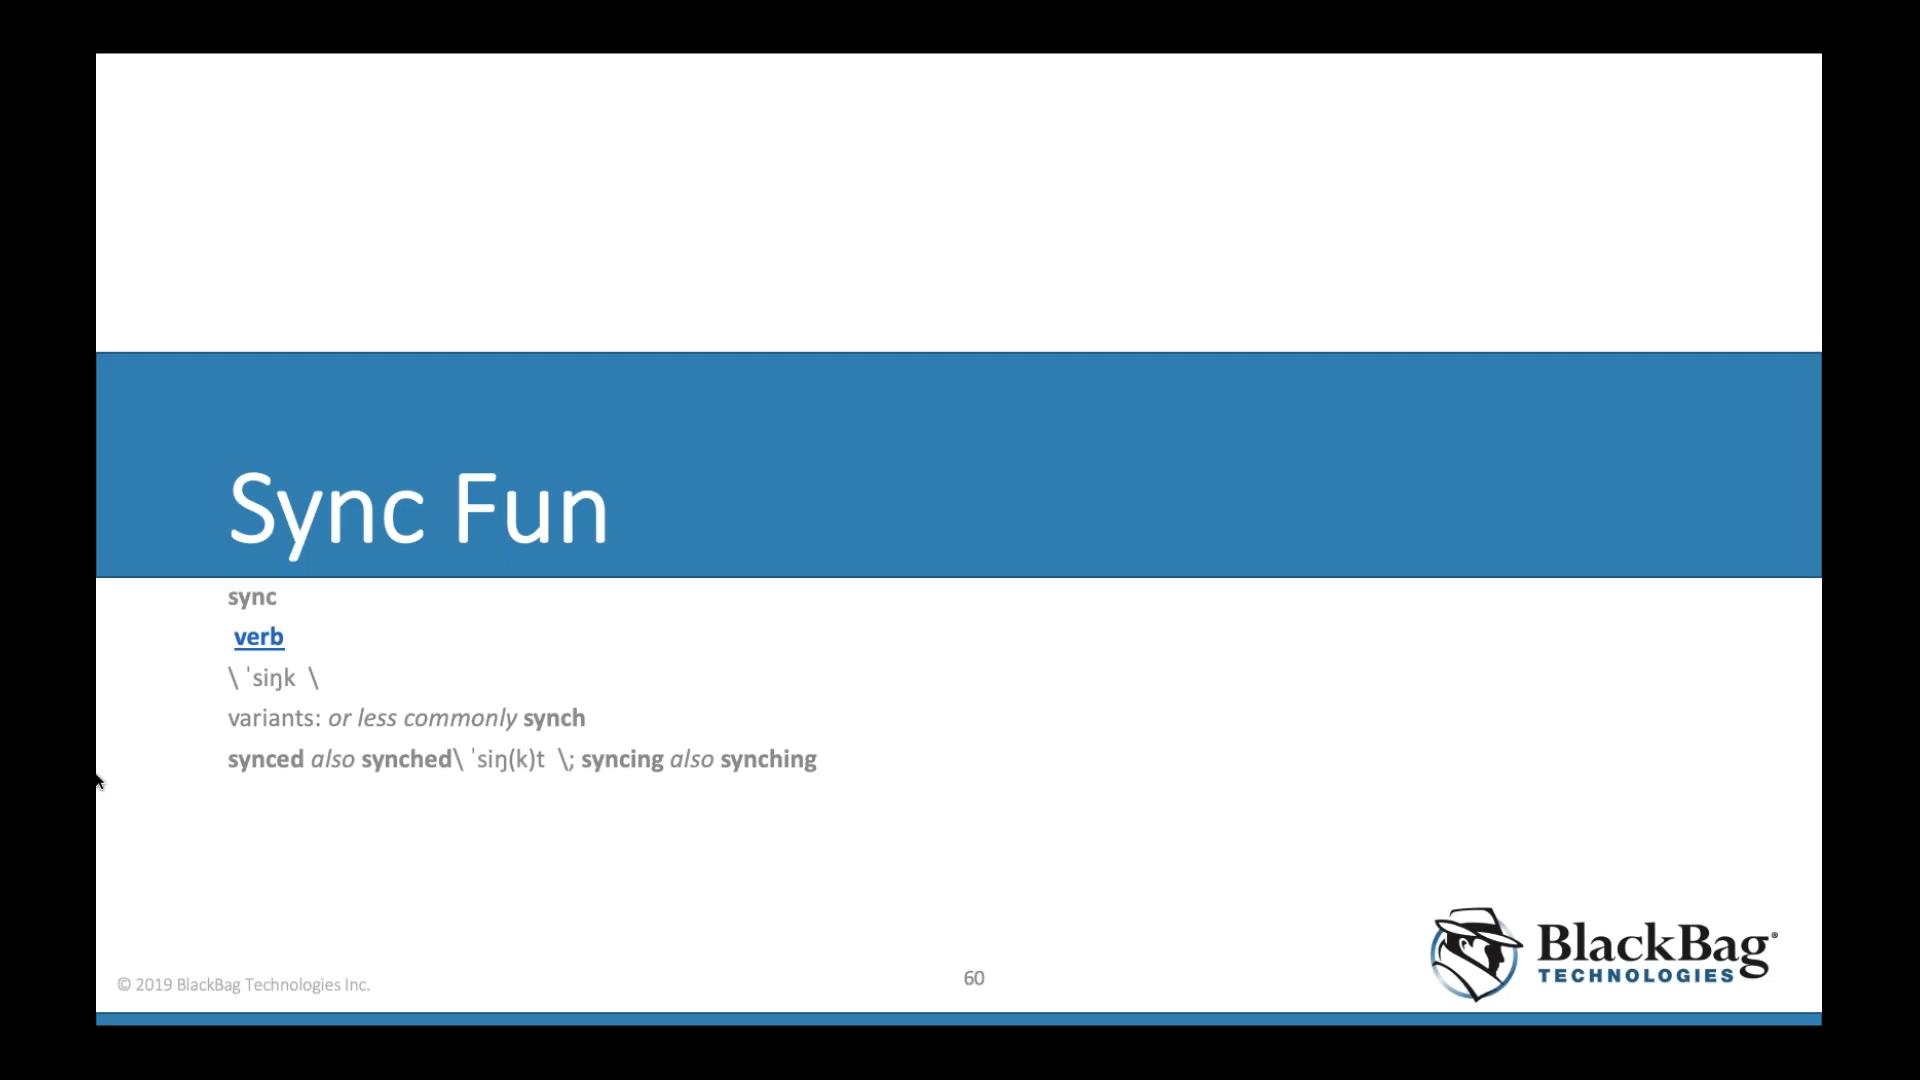 Sync Fun
sync
verb
\ ˈsiŋk \
variants: or less commonly synch
synced also synched\ ˈsiŋ(k)t \; syncing also synching
© 2019 BlackBag Technologies Inc.
60
BlackBag®
TECHNOLOGIES